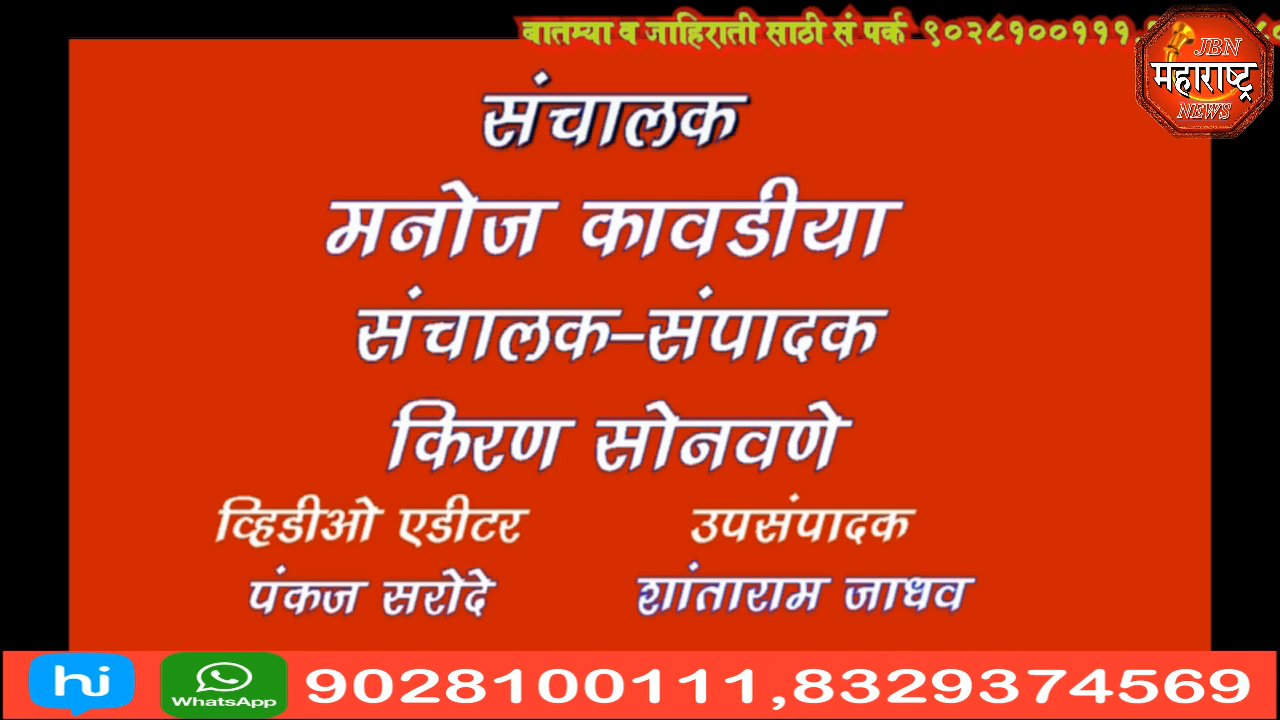 बातम्या व जाहिराती साठी सं पर्क ९०२८१००१११,
JBN
महाराष्ट्र
NEWS
संचालक
मनोज कावडीया
संचालक-संपादक
किरण सोनवणे
व्हिडीओ एडीटर उपसंपादक
पंकज सरोदे शांताराम जाधव
hi WhatsApp 9028100111,8329374569